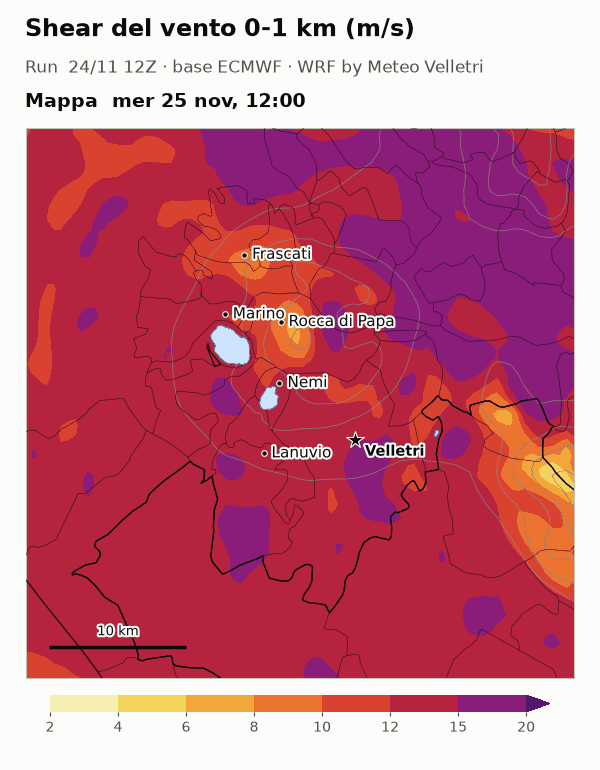 Shear del vento 0-1 km (m/s)
Run  24/11 12Z · base ECMWF · WRF by Meteo Velletri
Mappa  mer 25 nov, 12:00
Frascati
Marino
Rocca di Papa
Nemi
Velletri
Lanuvio
10 km
2 4 6 8 10 12 15 20